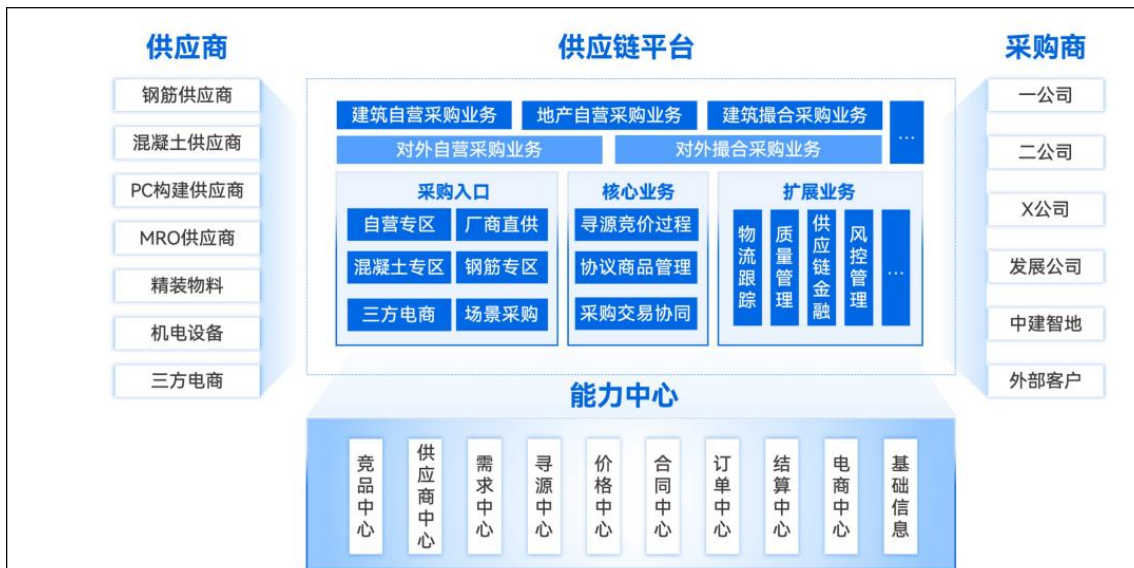 供应商
钢筋供应商
混凝土供应商
PC构建供应商
MRO供应商
精装物料
机电设备
三方电商
供应链平台
建筑自营采购业务
地产自营采购业务
建筑撮合采购业务
...
对外自营采购业务
对外撮合采购业务
采购入口
自营专区
厂商直供
混凝土专区
钢筋专区
三方电商
场景采购
核心业务
寻源竞价过程
协议商品管理
采购交易协同
扩展业务
物流跟踪
质量管理
供应链金融
风控管理
...
能力中心
竞品中心
供应商中心
需求中心
寻源中心
价格中心
合同中心
订单中心
结算中心
电商中心
基础信息
采购商
一公司
二公司
X公司
发展公司
中建智地
外部客户